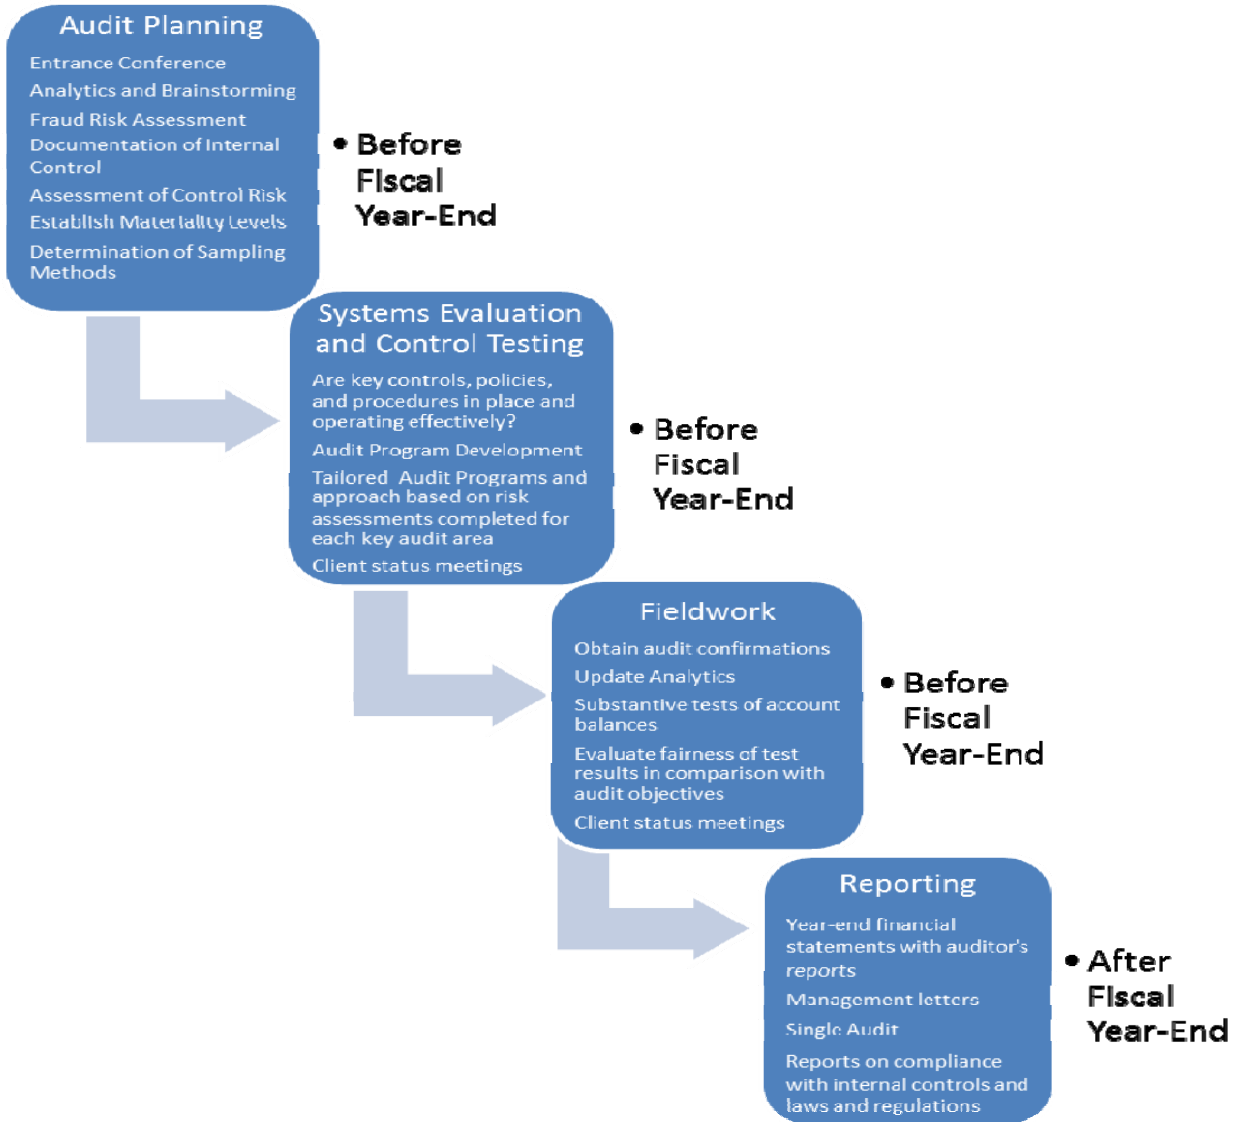 Audit Planning
Entrance Conference
Analytics and Brainstorming
Fraud Risk Assessment
Documentation of Internal
Control
Assessment of Control Risk
Establish Materiality Levels
Determination of Sampling
Methods
• Before
Fiscal
Year-End
Systems Evaluation
and Control Testing
Are key controls, policies,
and procedures in place and
operating effectively?
Audit Program Development
Tailored Audit Programs and
approach based on risk
assessments completed for
each key audit area
Client status meetings
• Before
Fiscal
Year-End
Fieldwork
Obtain audit confirmations
Update Analytics
Substantive tests of account
balances
Evaluate fairness of test
results in comparison with
audit objectives
Client status meetings
• Before
Fiscal
Year-End
Reporting
Year-end financial
statements with auditor's
reports
Management letters
Single Audit
Reports on compliance
with internal controls and
laws and regulations
• After
Fiscal
Year-End